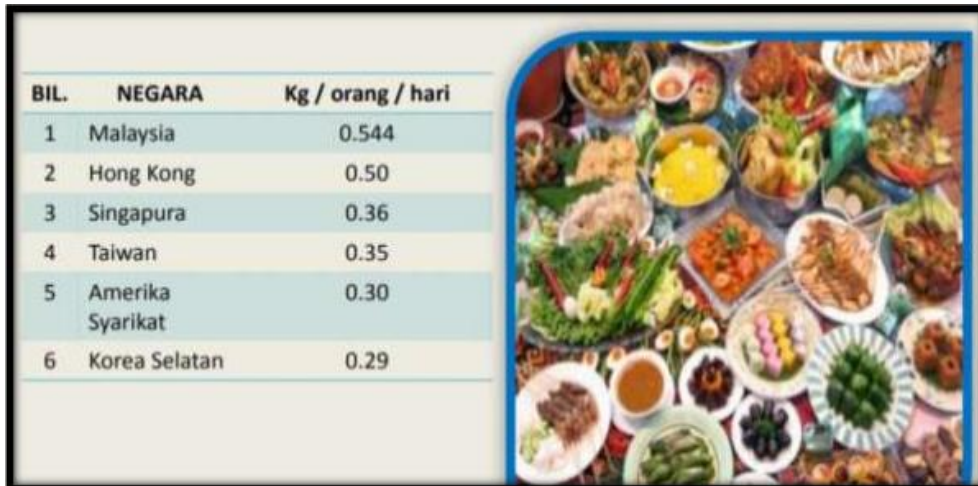 BIL. NEGARA Kg / orang / hari
1 Malaysia 0.544
2 Hong Kong 0.50
3 Singapura 0.36
4 Taiwan 0.35
5 Amerika 0.30
Syarikat
6 Korea Selatan 0.29